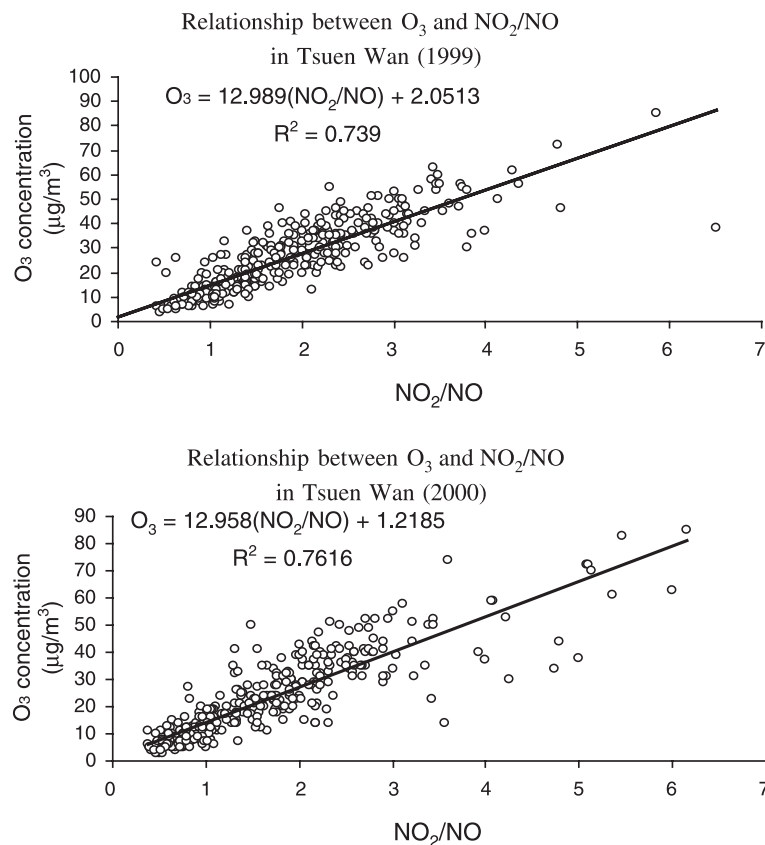 Relationship between O₃ and NO₂/NO
in Tsuen Wan (1999)
O₃ = 12.989(NO₂/NO) + 2.0513
R² = 0.739
O₃ concentration
(µg/m³)
100
90
80
70
60
50
40
30
20
10
0
0 1 2 3 4 5 6 7
NO₂/NO
Relationship between O₃ and NO₂/NO
in Tsuen Wan (2000)
O₃ = 12.958(NO₂/NO) + 1.2185
R² = 0.7616
O₃ concentration
(µg/m³)
90
80
70
60
50
40
30
20
10
0
0 1 2 3 4 5 6 7
NO₂/NO